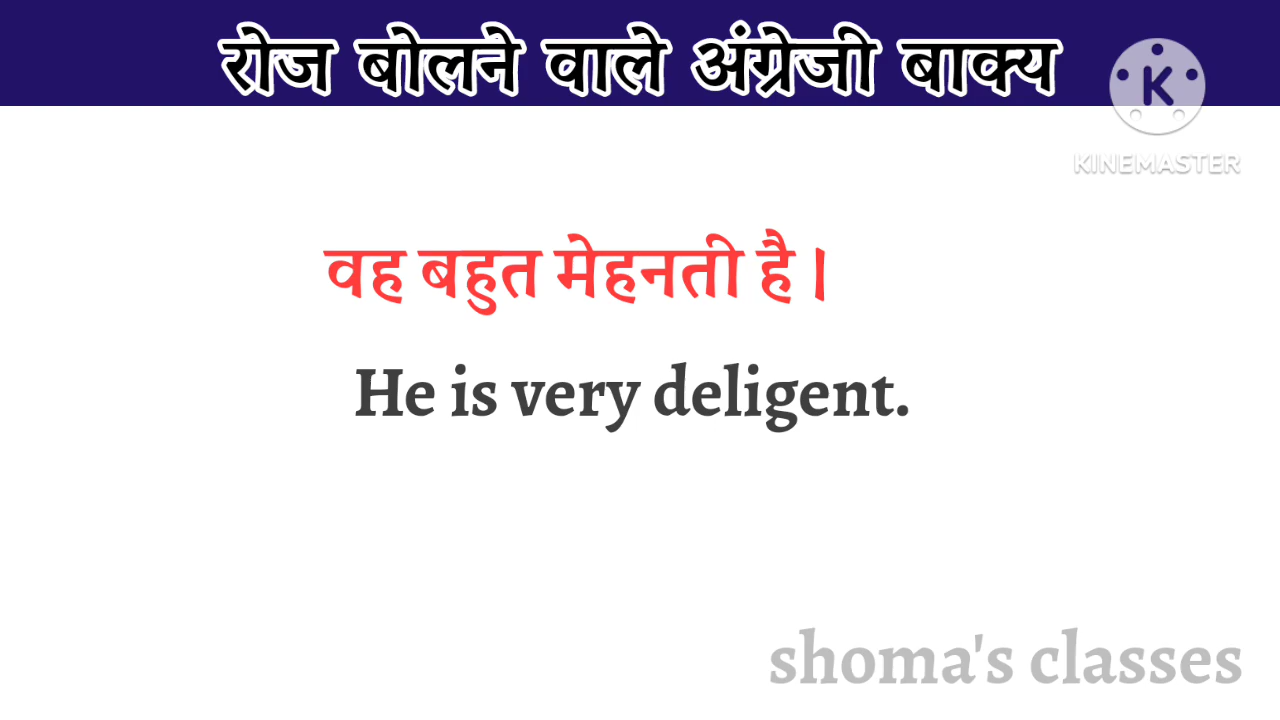 रोज बोलने वाले अंग्रेजी बाक्य
K
KINEMASTER
वह बहुत मेहनती है।
He is very deligent.
shoma's classes